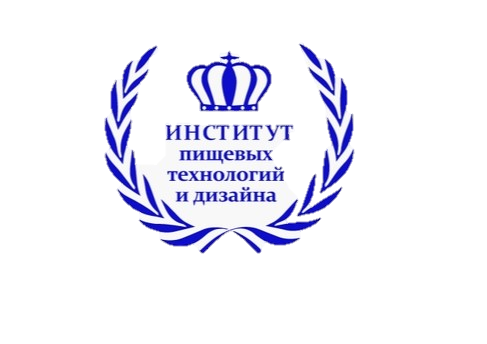 ИНСТИТУТ
пищевых
технологий
и дизайна